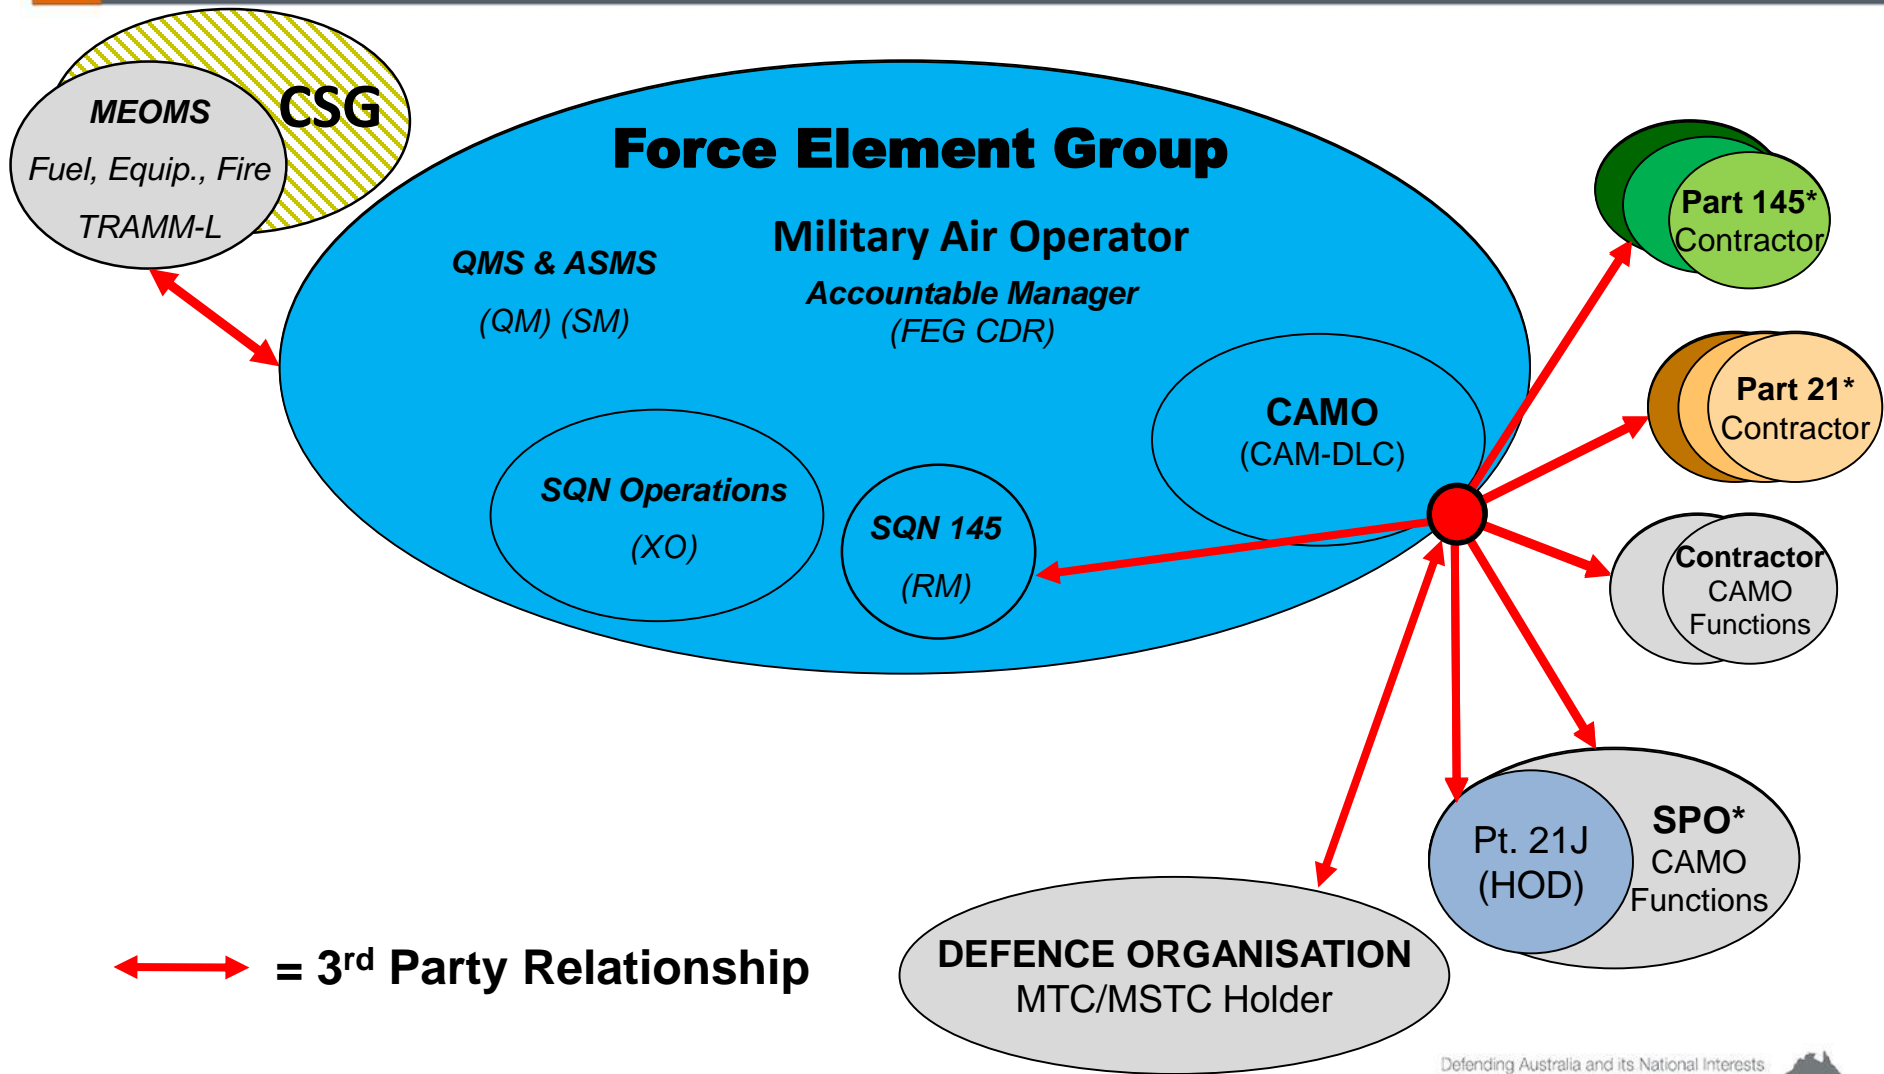 MEOMS
Fuel, Equip., Fire
TRAMM-L
CSG
Force Element Group
Military Air Operator
Accountable Manager
(FEG CDR)
QMS & ASMS
(QM) (SM)
CAMO
(CAM-DLC)
SQN Operations
(XO)
SQN 145
(RM)
Part 145*
Contractor
Part 21*
Contractor
Contractor
CAMO
Functions
SPO*
CAMO
Functions
Pt. 21J
(HOD)
DEFENCE ORGANISATION
MTC/MSTC Holder
= 3rd Party Relationship
Defending Australia and its National Interests